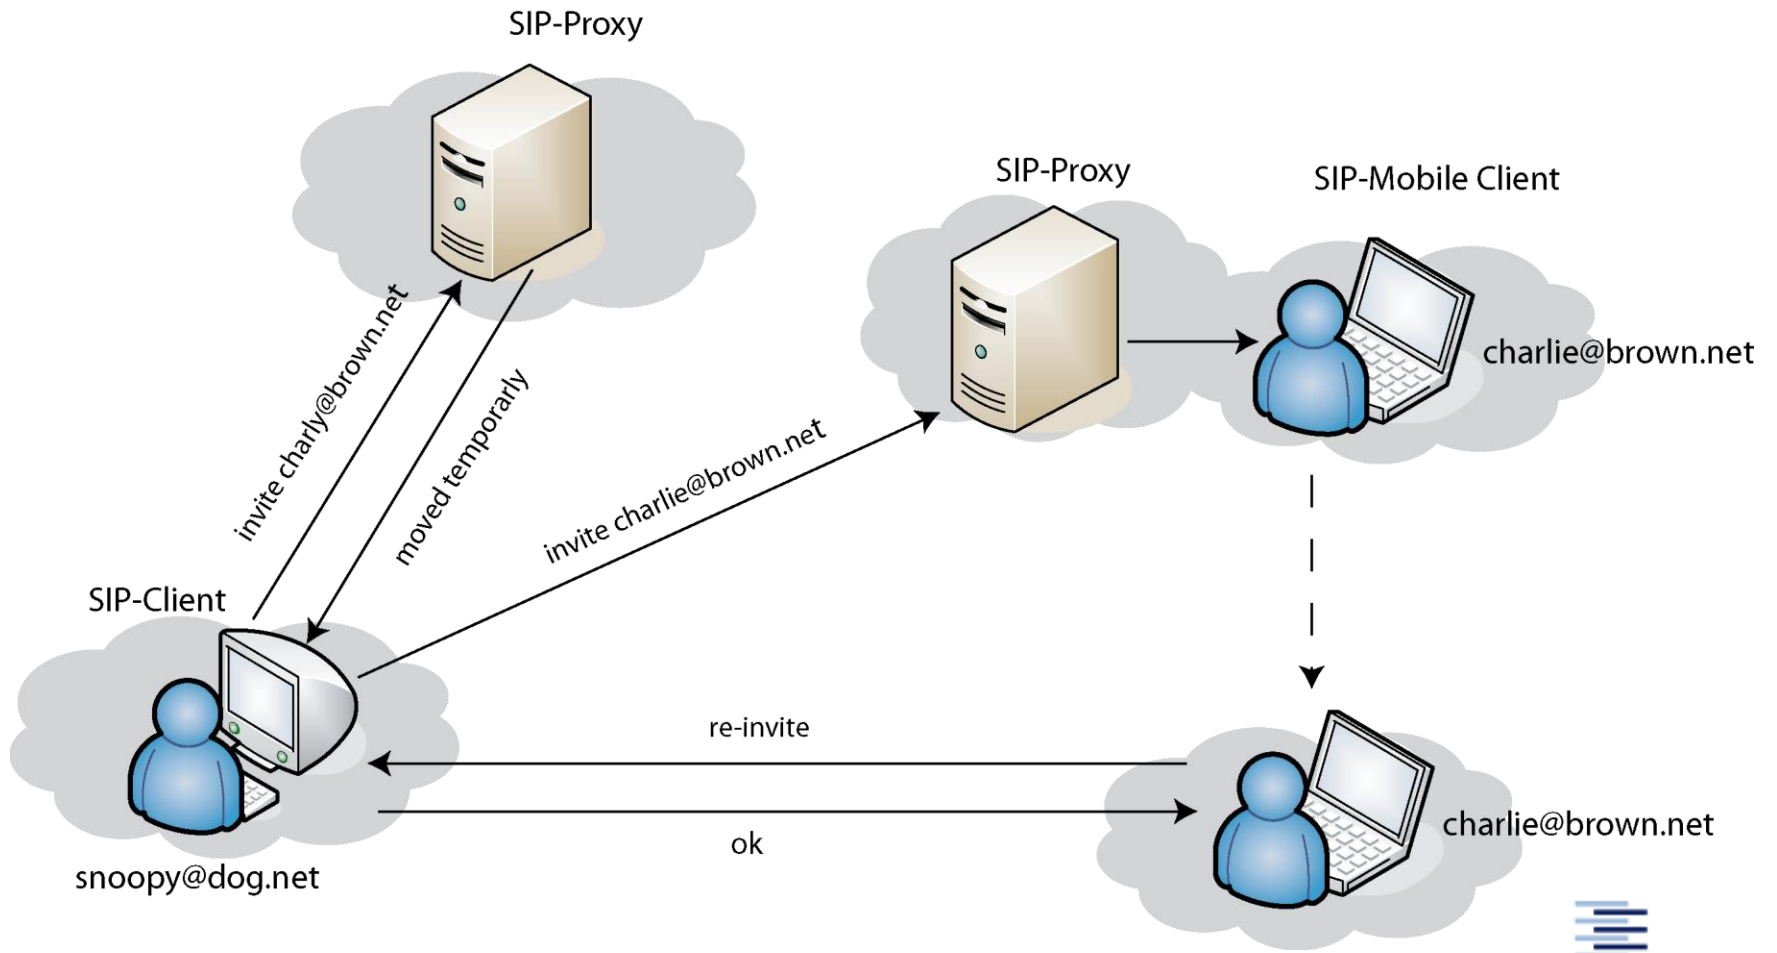 SIP-Proxy
SIP-Proxy
SIP-Mobile Client
charlie@brown.net
invite charly@brown.net
moved temporarly
invite charlie@brown.net
SIP-Client
re-invite
ok
charlie@brown.net
snoopy@dog.net